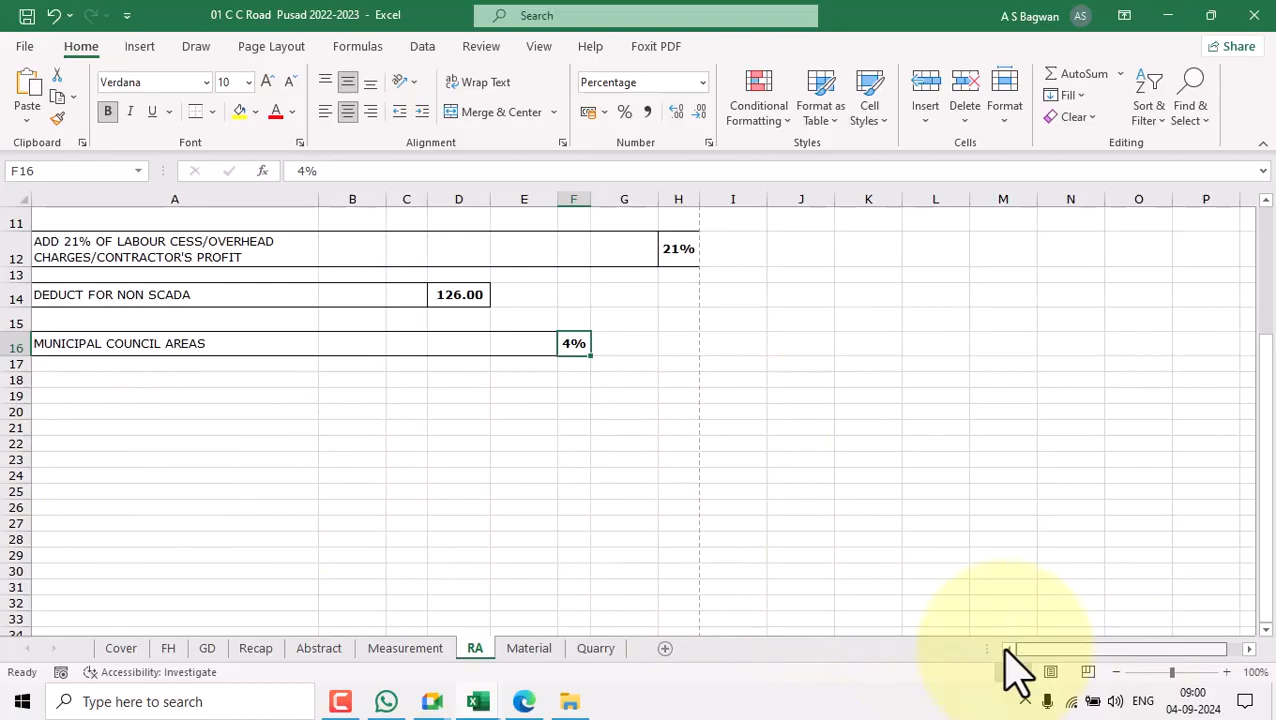 01 C C Road Pusad 2022-2023 - Excel
Search
A S Bagwan
AS
File Home Insert Draw Page Layout Formulas Data Review View Help Foxit PDF
Share
Paste
Verdana 10
B I U
Wrap Text
Merge & Center
Percentage
Conditional Formatting
Format as Table
Cell Styles
Insert
Delete
Format
AutoSum
Fill
Clear
Sort & Filter
Find & Select
Clipboard Font Alignment Number Styles Cells Editing
F16 fx 4%
A B C D E F G H I J K L M N O P
11
12 ADD 21% OF LABOUR CESS/OVERHEAD
CHARGES/CONTRACTOR'S PROFIT 21%
13
14 DEDUCT FOR NON SCADA 126.00
15
16 MUNICIPAL COUNCIL AREAS 4%
17
18
19
20
21
22
23
24
25
26
27
28
29
30
31
32
33
34
Cover FH GD Recap Abstract Measurement RA Material Quarry
Ready Accessibility: Investigate 100%
Type here to search
ENG
19:00
04-09-2024